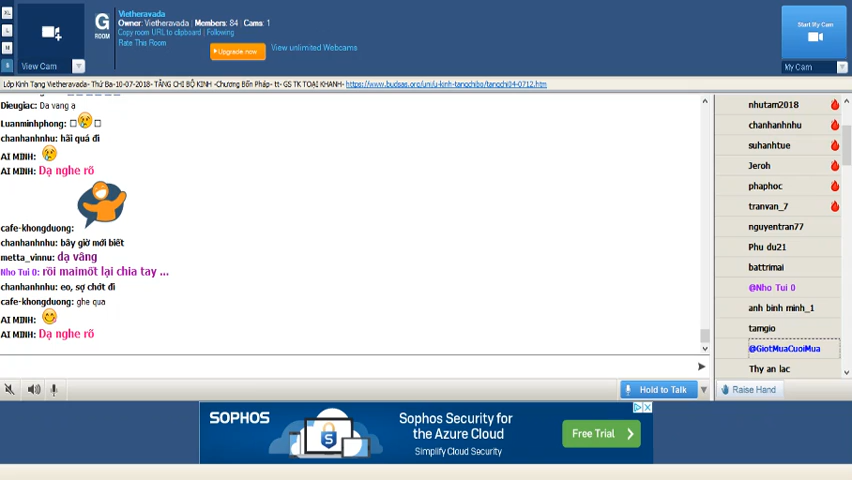 XL
L
M
S
View Cam
G
ROOM
Vietheravada
Owner: Vietheravada | Members: 84 | Cams: 1
Copy room URL to clipboard | Following
Rate This Room
Upgrade now
View unlimited Webcams
Start My Cam
My Cam
Lớp Kinh Tạng Vietheravada- Thứ Ba-10-07-2018- TĂNG CHI BỘ KINH -Chương Bốn Pháp- tt- GS TK TOẠI KHANH- https://www.budsas.org/uni/u-kinh-tangchibo/tangchi04-0712.htm
Dieugiac: Da vang a
Luanminhphong:
chanhanhnhu: hãi quá đi
AI MINH:
AI MINH: Dạ nghe rõ
cafe-khongduong:
chanhanhnhu: bây giờ mới biết
metta_vinnu: dạ vâng
Nho Tui 0: rồi maimốt lại chia tay ...
chanhanhnhu: eo, sợ chớt đi
cafe-khongduong: ghe qua
AI MINH:
AI MINH: Dạ nghe rõ
nhutam2018
chanhanhnhu
suhanhtue
Jeroh
phaphoc
tranvan_7
nguyetran77
Phu du21
battrimai
@Nho Tui 0
anh binh minh_1
tamgio
@GiotMuaCuoiMua
Thy an lac
Hold to Talk
Raise Hand
SOPHOS
Sophos Security for
the Azure Cloud
Simplify Cloud Security
Free Trial